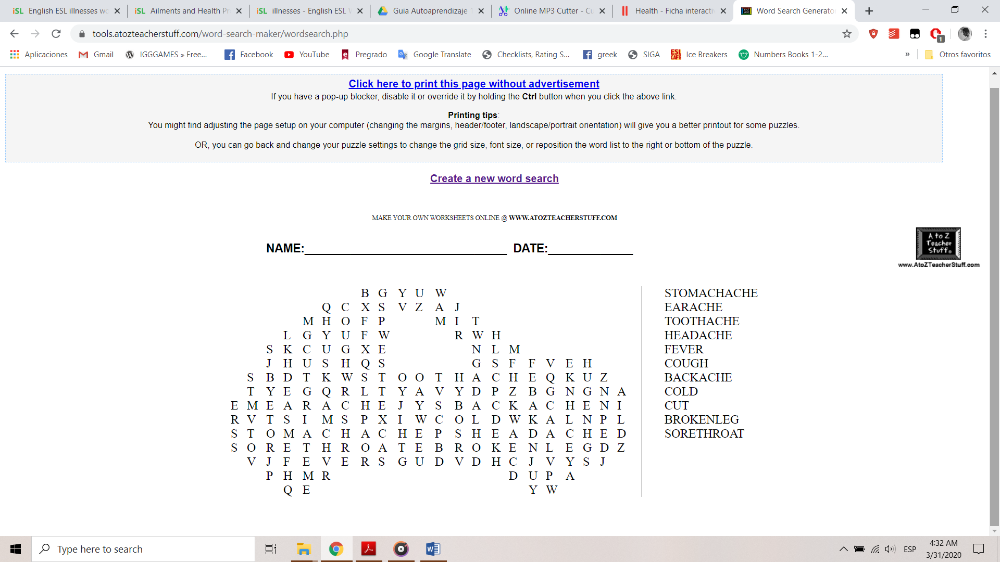 English ESL illnesses wo
Ailments and Health Pr
illnesses - English ESL W
Guia Autoaprendizaje 1
Online MP3 Cutter - Cu
Health - Ficha interacti
Word Search Generato
tools.atozteacherstuff.com/word-search-maker/wordsearch.php
1
Aplicaciones Gmail IGGGAMES » Free... Facebook YouTube Pregrado Google Translate Checklists, Rating S... greek SIGA Ice Breakers Numbers Books 1-2... » Otros favoritos
Click here to print this page without advertisement
If you have a pop-up blocker, disable it or override it by holding the Ctrl button when you click the above link.
Printing tips:
You might find adjusting the page setup on your computer (changing the margins, header/footer, landscape/portrait orientation) will give you a better printout for some puzzles.
OR, you can go back and change your puzzle settings to change the grid size, font size, or reposition the word list to the right or bottom of the puzzle.
Create a new word search
MAKE YOUR OWN WORKSHEETS ONLINE @ WWW.ATOZTEACHERSTUFF.COM
A to Z
Teacher
Stuff®
www.AtoZTeacherStuff.com
NAME:_______________________________ DATE:_____________
B G Y U W
Q C X S V Z A J
M H O F P M I T
L G Y U F W R W H
S K C U G X E N L M
J H U S H Q S G S F F V E H
S B D T K W S T O O T H A C H E Q K U Z
T Y E G Q R L T Y A V Y D P Z B G N G N A
E M E A R A C H E J Y S B A C K A C H E N I
R V T S I M S P X I W C O L D W K A L N P L
S T O M A C H A C H E P S H E A D A C H E D
S O R E T H R O A T E B R O K E N L E G D Z
V J F E V E R S G U D V D H C J V Y S J
P H M R D U P A
Q E Y W
STOMACHACHE
EARACHE
TOOTHACHE
HEADACHE
FEVER
COUGH
BACKACHE
COLD
CUT
BROKENLEG
SORETHROAT
Type here to search
ESP
4:32 AM
3/31/2020